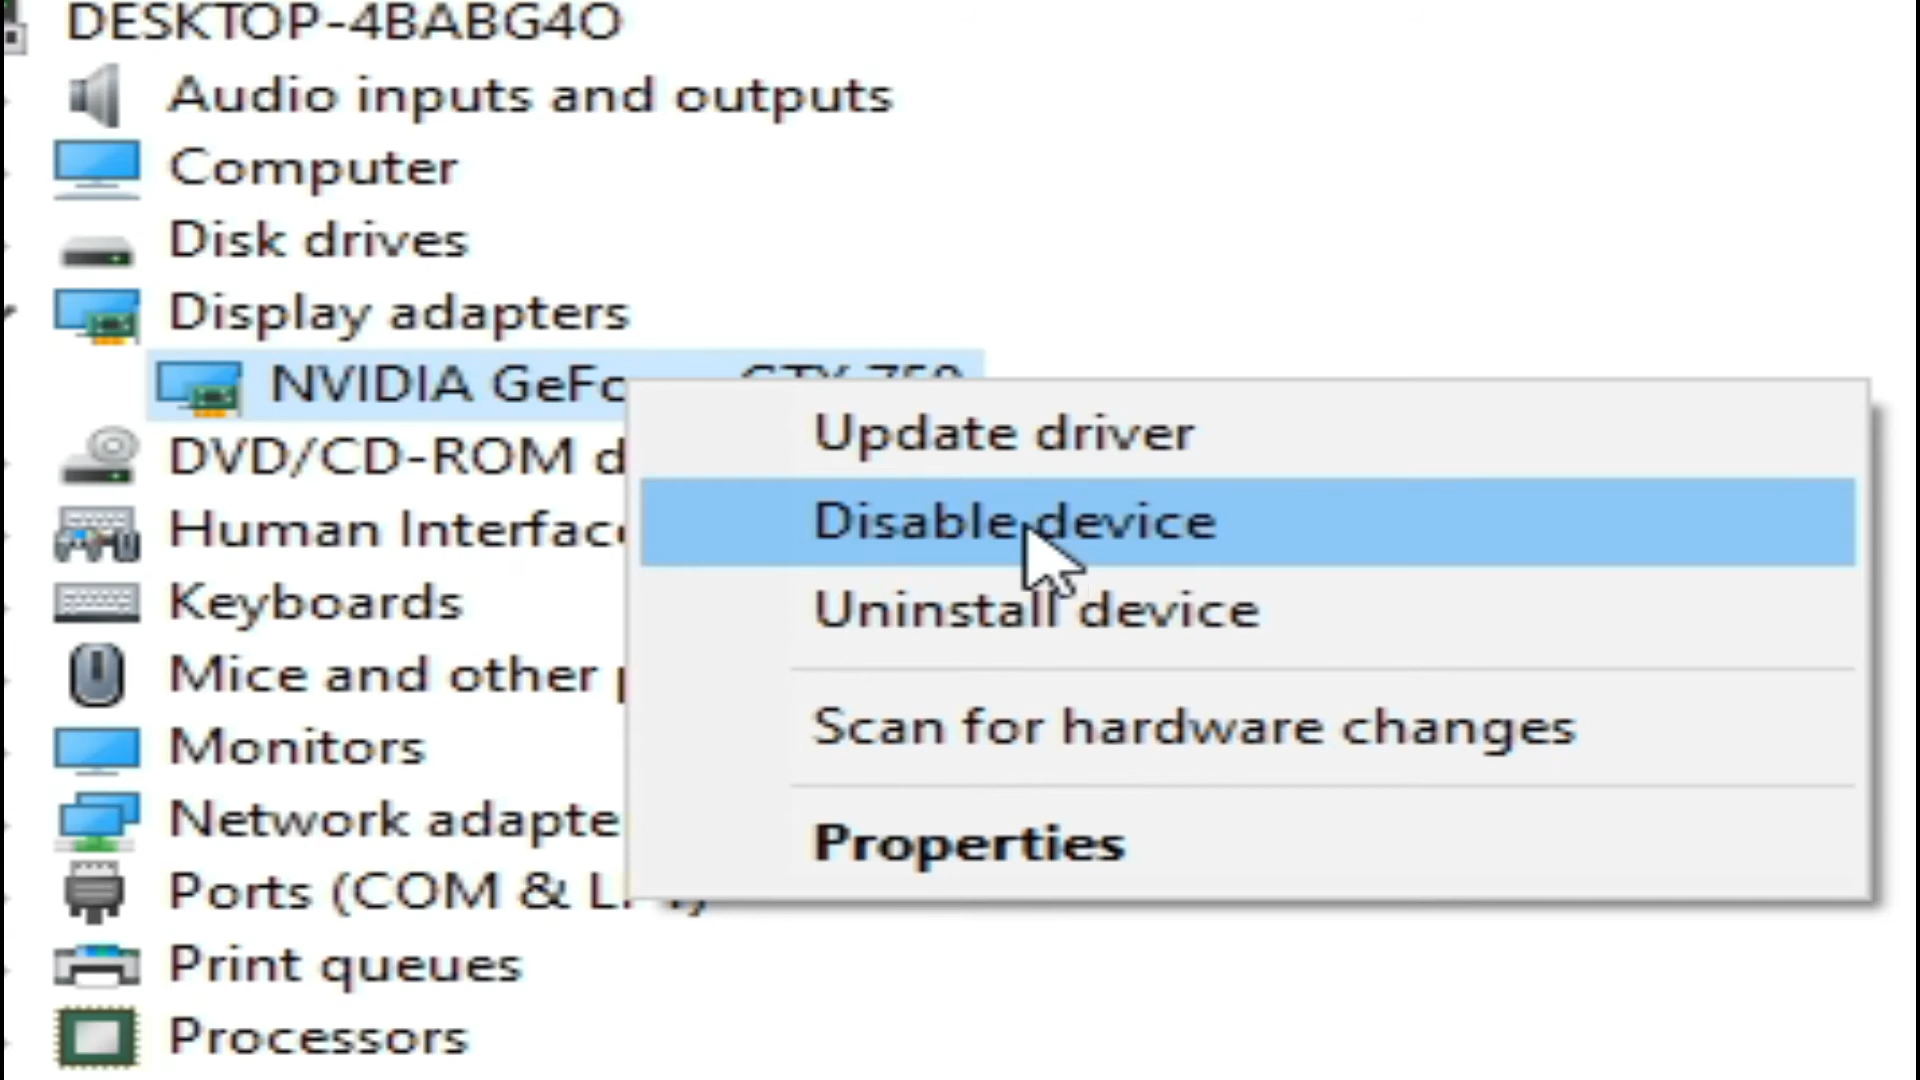 DESKTOP-4BABG4O
Audio inputs and outputs
Computer
Disk drives
Display adapters
NVIDIA GeFo GTX 750
DVD/CD-ROM d
Human Interfac
Keyboards
Mice and other
Monitors
Network adapte
Ports (COM & L
Print queues
Processors
Update driver
Disable device
Uninstall device
Scan for hardware changes
Properties